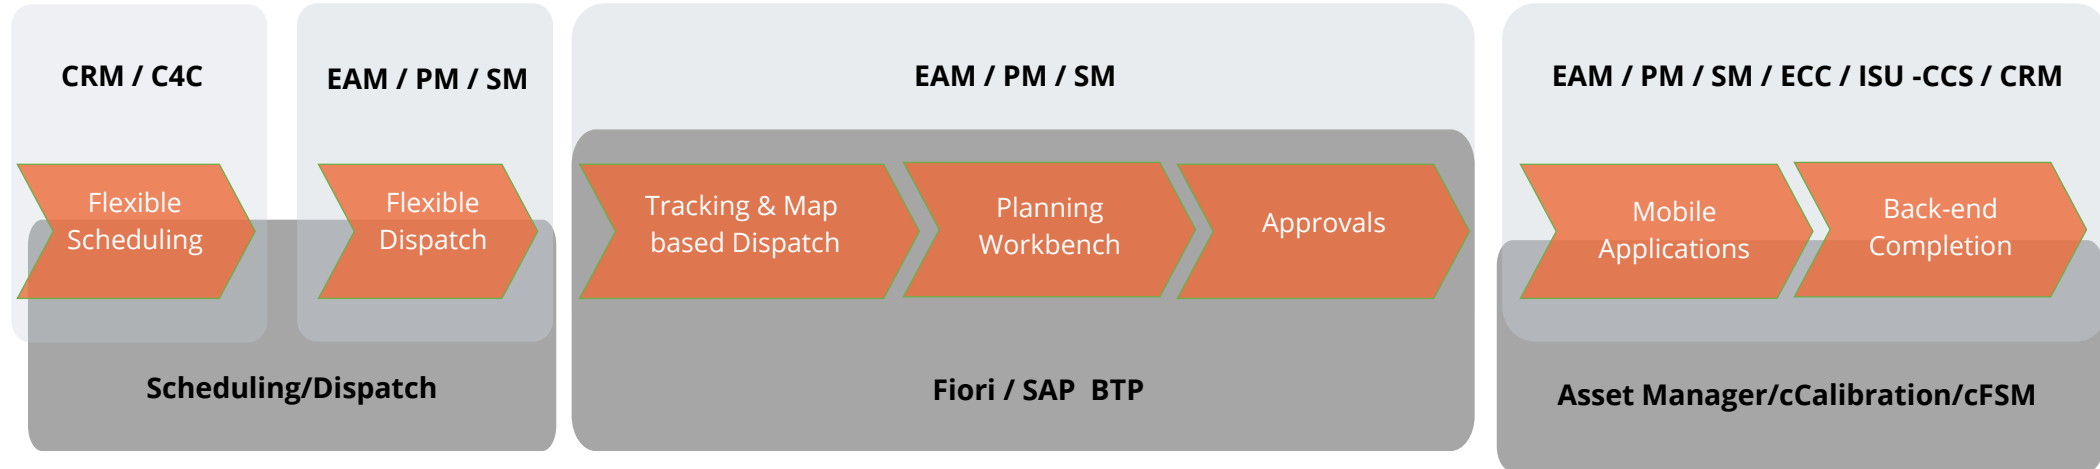 CRM / C4C
EAM / PM / SM
EAM / PM / SM
EAM / PM / SM / ECC / ISU -CCS / CRM
Flexible
Scheduling
Flexible
Dispatch
Tracking & Map
based Dispatch
Planning
Workbench
Approvals
Mobile
Applications
Back-end
Completion
Scheduling/Dispatch
Fiori / SAP  BTP
Asset Manager/cCalibration/cFSM